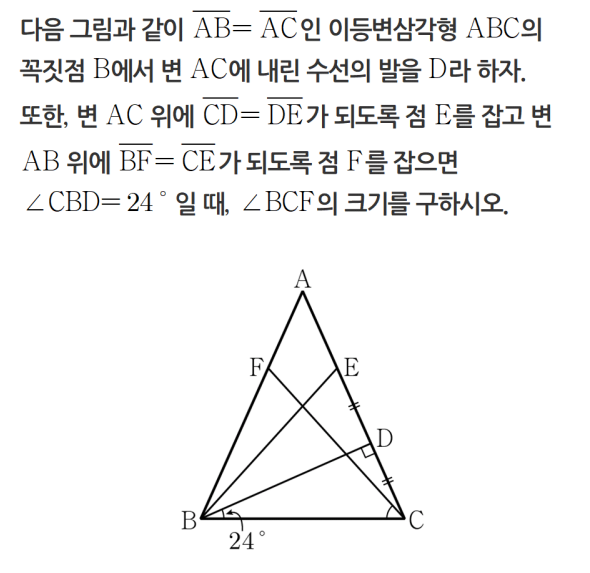 다음 그림과 같이 AB= AC인 이등변삼각형 ABC의
꼭짓점 B에서 변 AC에 내린 수선의 발을 D라 하자.
또한, 변 AC 위에 CD= DE가 되도록 점 E를 잡고 변
AB 위에 BF= CE가 되도록 점 F를 잡으면
∠CBD= 24° 일 때, ∠BCF의 크기를 구하시오.
A
F
E
D
B
C
24°